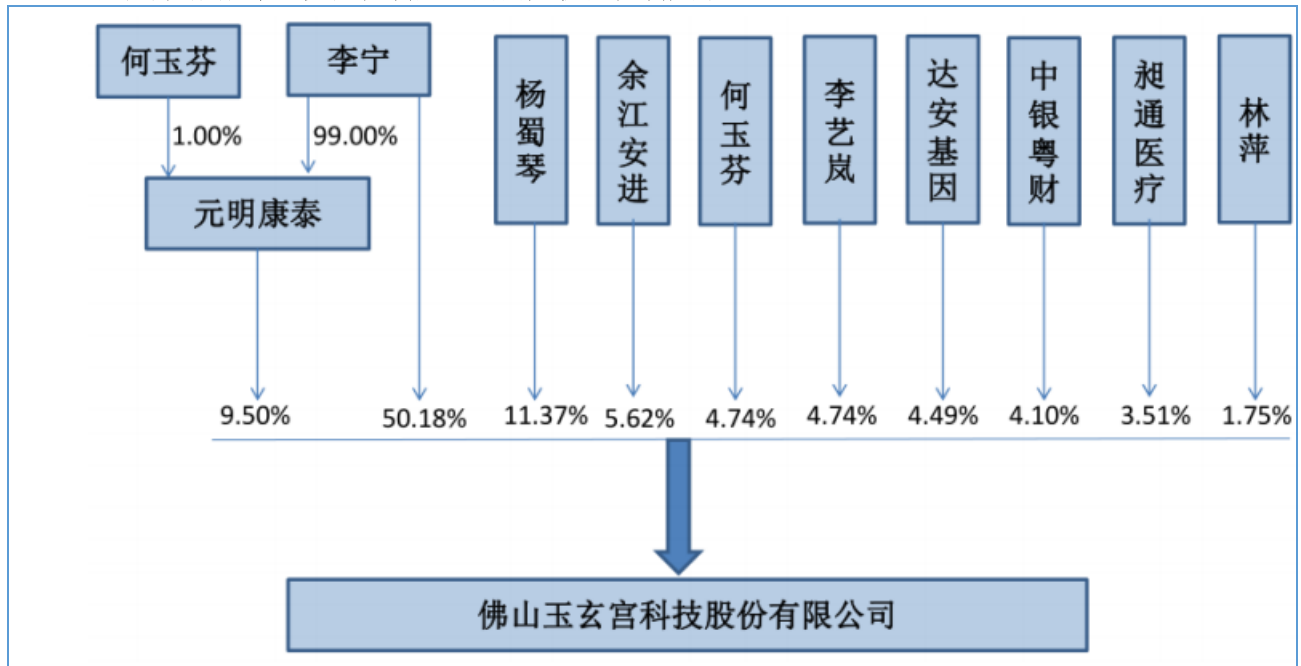 何玉芬
李宁
杨蜀琴
余江安进
何玉芬
李艺岚
达安基因
中银粤财
昶通医疗
林萍
1.00%
99.00%
元明康泰
9.50%
50.18%
11.37%
5.62%
4.74%
4.74%
4.49%
4.10%
3.51%
1.75%
佛山玉玄宫科技股份有限公司